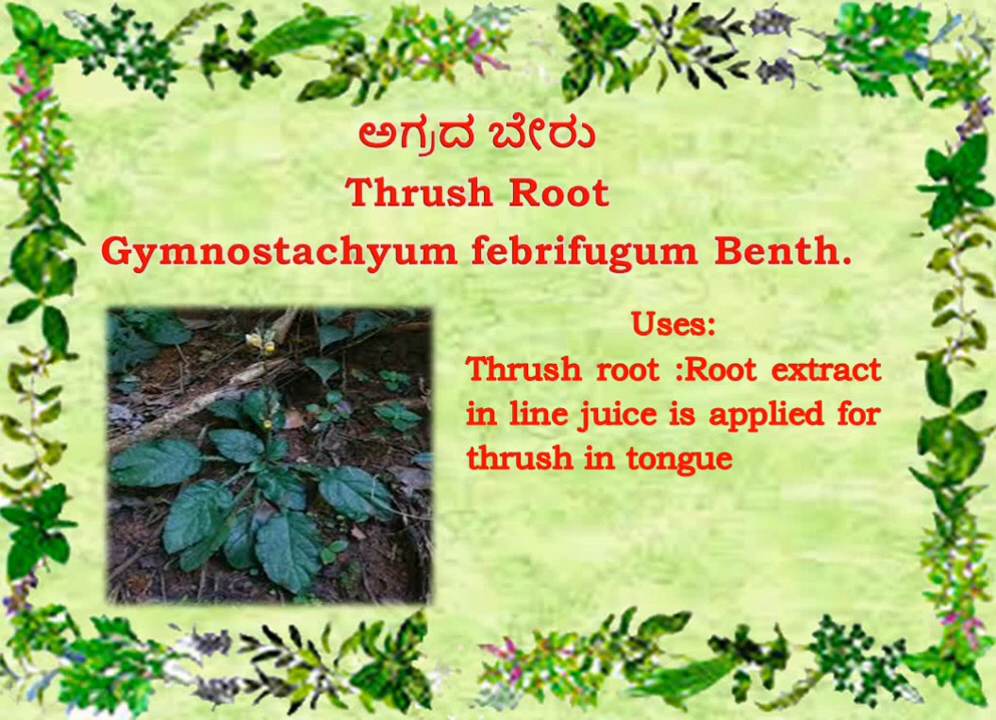 ಅಗ್ರದ ಬೇರು
Thrush Root
Gymnostachyum febrifugum Benth.
Uses:
Thrush root :Root extract
in line juice is applied for
thrush in tongue